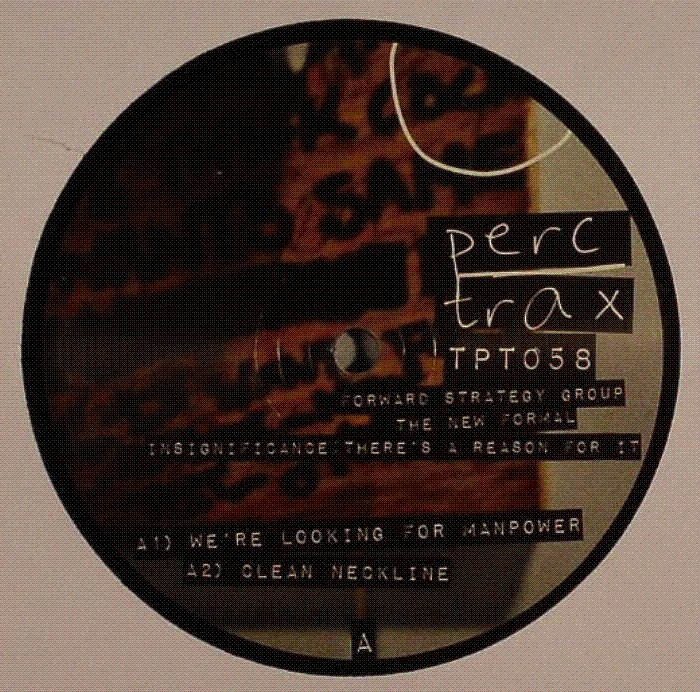 perc
trax
TPT058
FORWARD STRATEGY GROUP
THE NEW FORMAL
INSIGNIFICANCE:THERE'S A REASON FOR IT
A1) WE'RE LOOKING FOR MANPOWER
A2) CLEAN NECKLINE
A